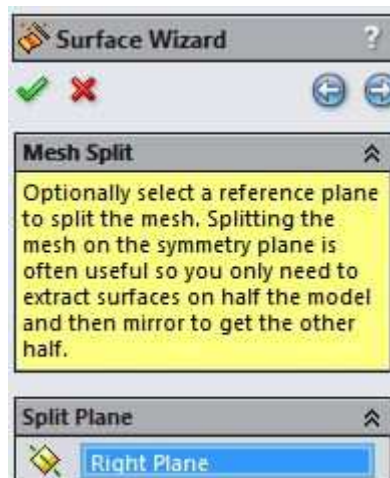 Surface Wizard ?
Mesh Split
Optionally select a reference plane
to split the mesh. Splitting the
mesh on the symmetry plane is
often useful so you only need to
extract surfaces on half the model
and then mirror to get the other
half.
Split Plane
Right Plane